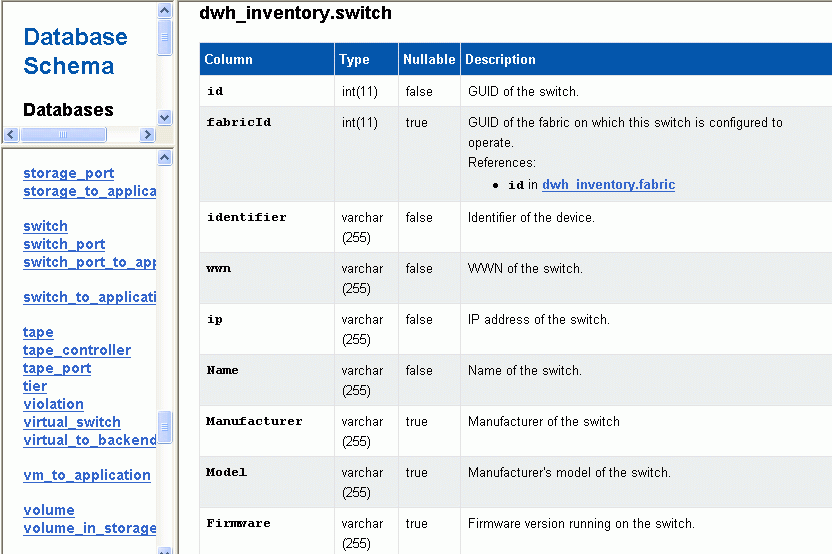 Database
Schema
Databases
storage_port
storage_to_applica
switch
switch_port
switch_port_to_app
switch_to_applicati
tape
tape_controller
tape_port
tier
violation
virtual_switch
virtual_to_backend
vm_to_application
volume
volume_in_storage
dwh_inventory.switch
Column Type Nullable Description
id int(11) false GUID of the switch.
fabricId int(11) true GUID of the fabric on which this switch is configured to
operate.
References:
• id in dwh_inventory.fabric
identifier varchar false Identifier of the device.
(255)
wwn varchar false WWN of the switch.
(255)
ip varchar false IP address of the switch.
(255)
Name varchar false Name of the switch.
(255)
Manufacturer varchar true Manufacturer of the switch
(255)
Model varchar true Manufacturer's model of the switch.
(255)
Firmware varchar true Firmware version running on the switch.
(255)